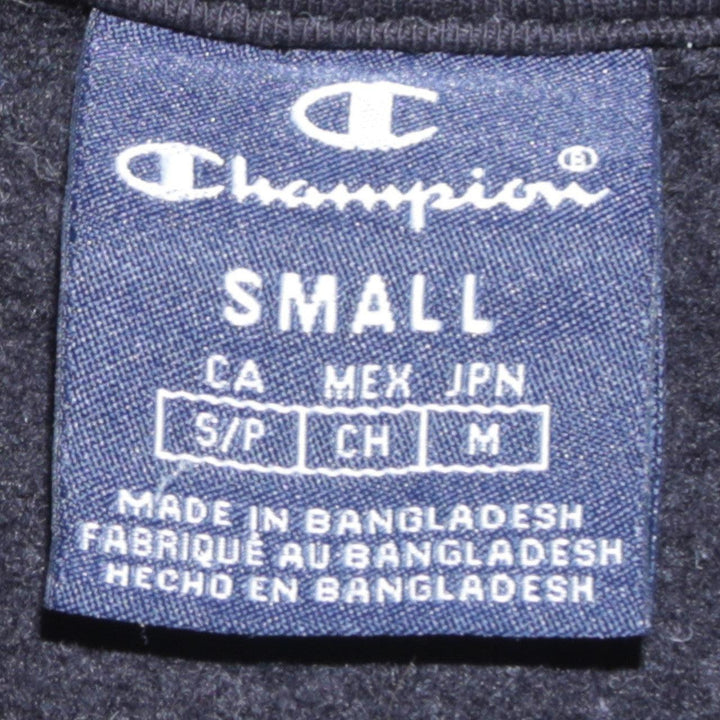 C
Champion®
SMALL
CA MEX JPN
S/P CH M
MADE IN BANGLADESH
FABRIQUÉ AU BANGLADESH
HECHO EN BANGLADESH